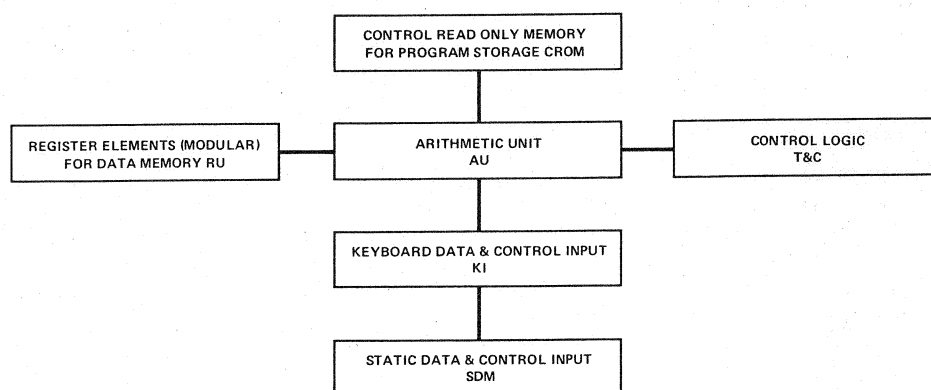 CONTROL READ ONLY MEMORY
FOR PROGRAM STORAGE CROM
REGISTER ELEMENTS (MODULAR)
FOR DATA MEMORY RU
ARITHMETIC UNIT
AU
CONTROL LOGIC
T&C
KEYBOARD DATA & CONTROL INPUT
KI
STATIC DATA & CONTROL INPUT
SDM